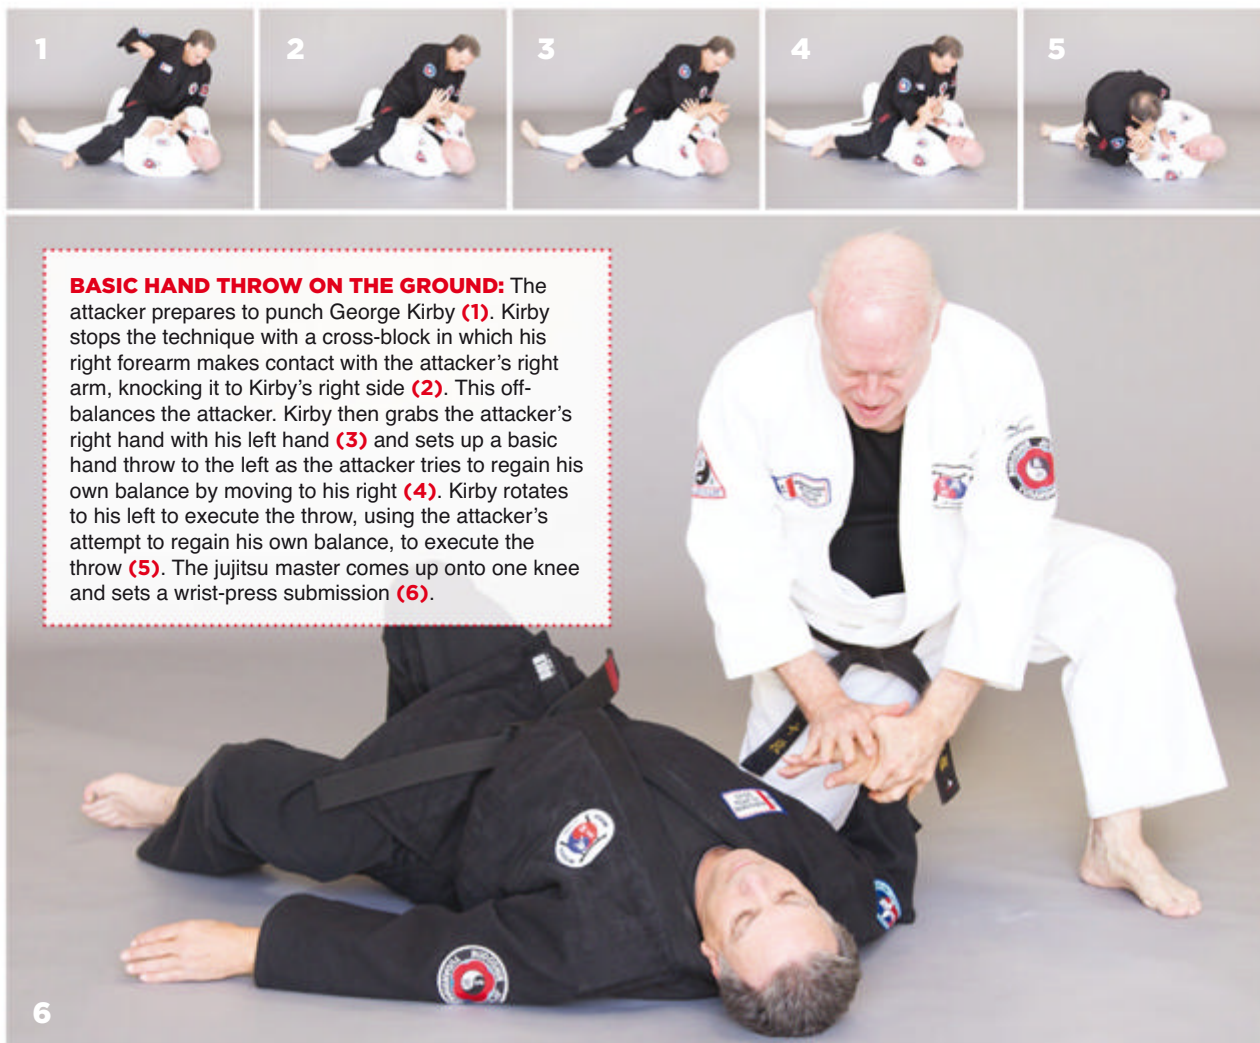 1
2
3
4
5
BASIC HAND THROW ON THE GROUND: The
attacker prepares to punch George Kirby (1). Kirby
stops the technique with a cross-block in which his
right forearm makes contact with the attacker's right
arm, knocking it to Kirby's right side (2). This off-
balances the attacker. Kirby then grabs the attacker's
right hand with his left hand (3) and sets up a basic
hand throw to the left as the attacker tries to regain his
own balance by moving to his right (4). Kirby rotates
to his left to execute the throw, using the attacker's
attempt to regain his own balance, to execute the
throw (5). The jujitsu master comes up onto one knee
and sets a wrist-press submission (6).
6